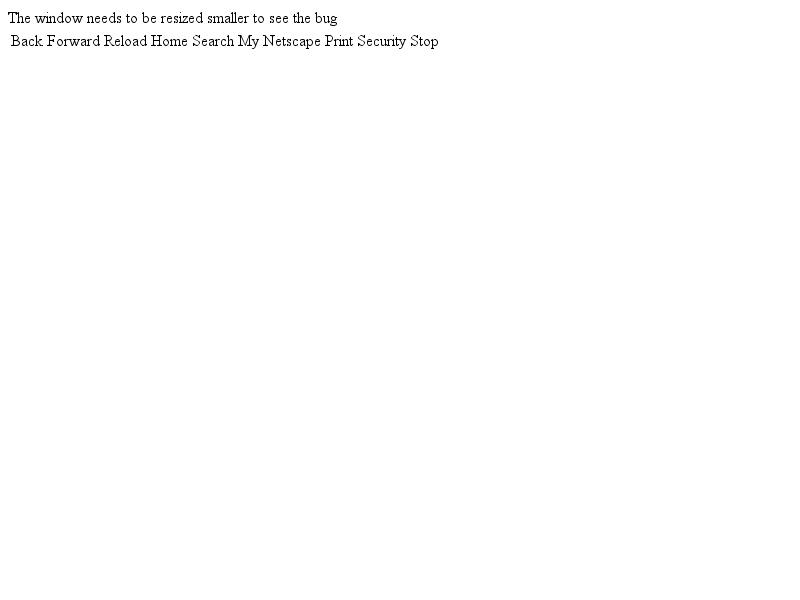 The window needs to be resized smaller to see the bug
Back Forward Reload Home Search My Netscape Print Security Stop